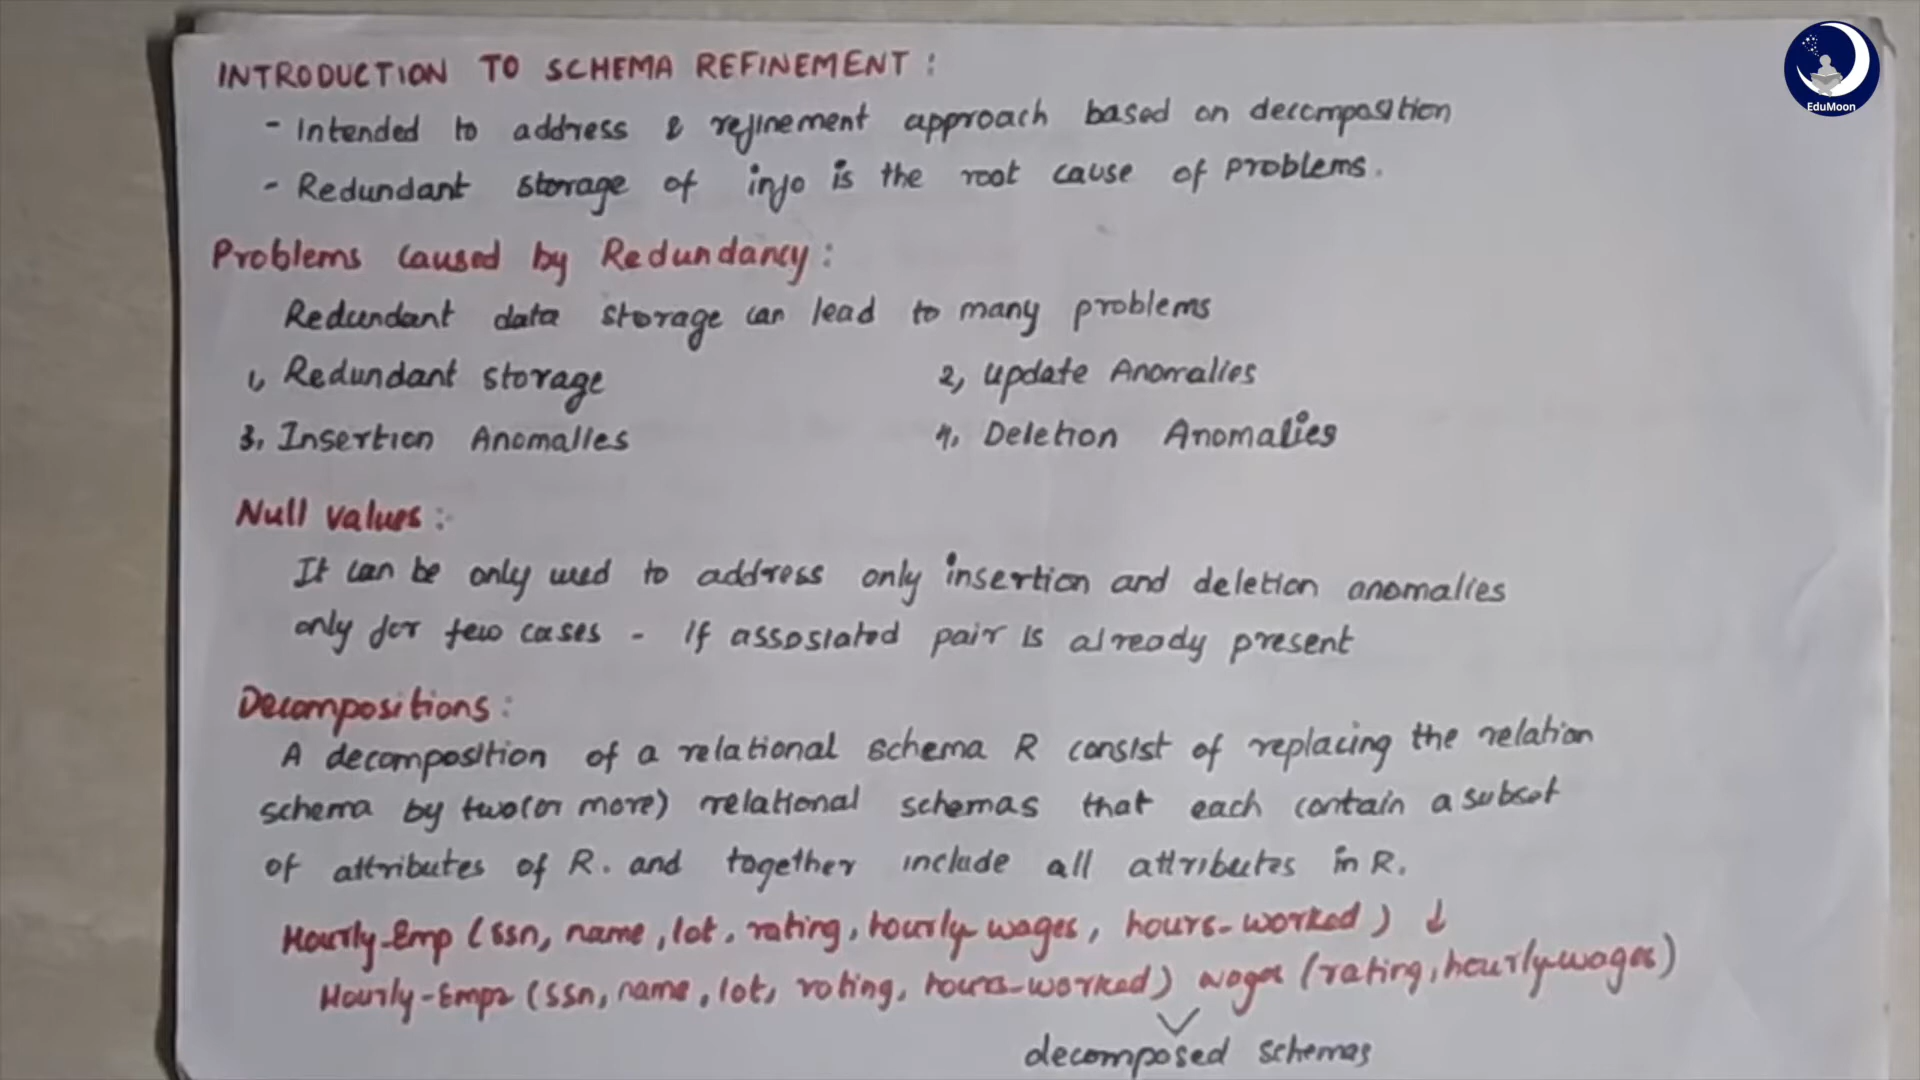 INTRODUCTION TO SCHEMA REFINEMENT :
- Intended to address & refinement approach based on decomposition
- Redundant storage of info is the root cause of problems.
Problems caused by Redundancy :
Redundant data storage can lead to many problems
1, Redundant storage 2, Update Anomalies
3, Insertion Anomalies 4, Deletion Anomalies
Null values :-
It can be only used to address only insertion and deletion anomalies
only for few cases - If assosiated pair is already present
Decompositions :
A decomposition of a relational schema R consist of replacing the relation
schema by two(or more) relational schemas that each contain a subset
of attributes of R. and together include all attributes in R.
Hourly-Emp (ssn, name, lot, rating, hourly-wages, hours-worked) ↓
Hourly-Emp2 (ssn, name, lot, rating, hours-worked) wages (rating, hourly-wages)
decomposed schemas
EduMoon